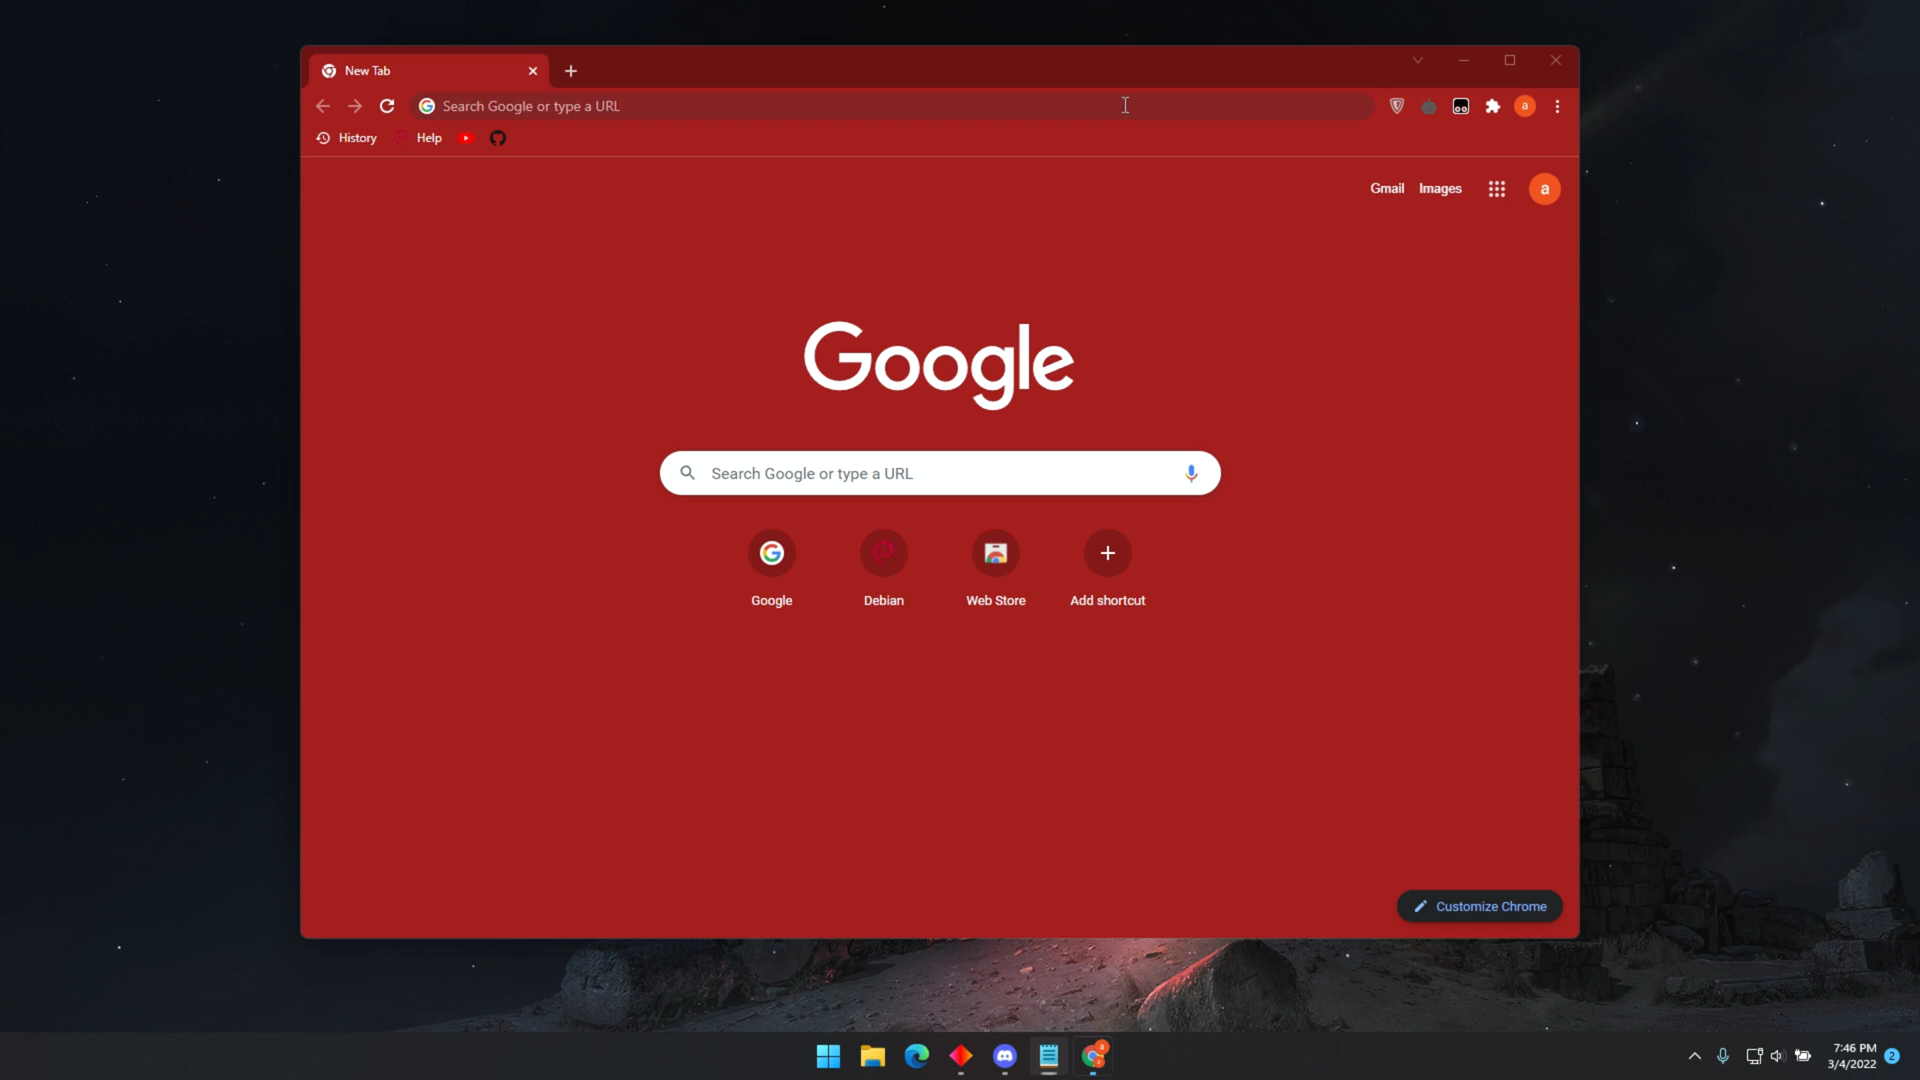 New Tab
Search Google or type a URL
a
History
Help
Gmail
Images
a
Google
Search Google or type a URL
Google
Debian
Web Store
Add shortcut
Customize Chrome
a
7:46 PM
3/4/2022
2